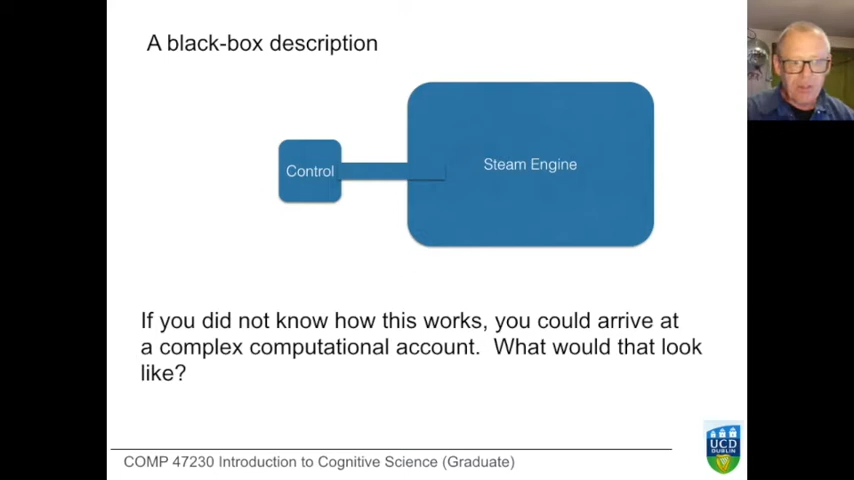 A black-box description
Control
Steam Engine
If you did not know how this works, you could arrive at
a complex computational account.  What would that look
like?
COMP 47230 Introduction to Cognitive Science (Graduate)
UCD
DUBLIN